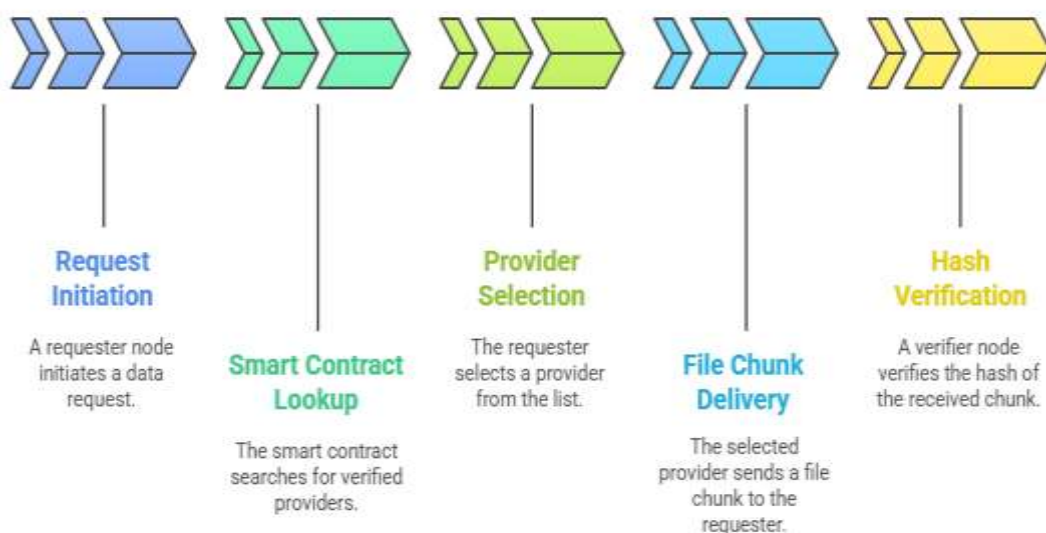 Request
Initiation
A requester node
initiates a data
request.
Smart Contract
Lookup
The smart contract
searches for verified
providers.
Provider
Selection
The requester
selects a provider
from the list.
File Chunk
Delivery
The selected
provider sends a file
chunk to the
requester.
Hash
Verification
A verifier node
verifies the hash of
the received chunk.